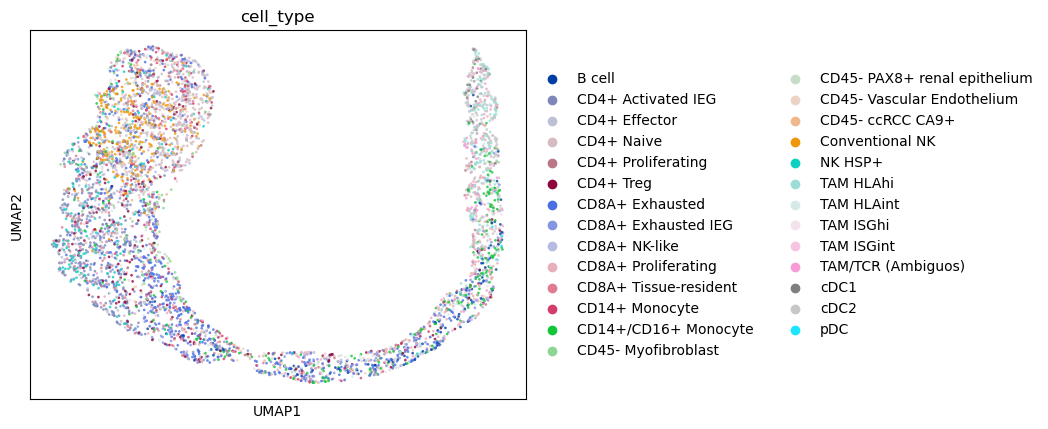 cell_type
UMAP2
UMAP1
B cell
CD4+ Activated IEG
CD4+ Effector
CD4+ Naive
CD4+ Proliferating
CD4+ Treg
CD8A+ Exhausted
CD8A+ Exhausted IEG
CD8A+ NK-like
CD8A+ Proliferating
CD8A+ Tissue-resident
CD14+ Monocyte
CD14+/CD16+ Monocyte
CD45- Myofibroblast
CD45- PAX8+ renal epithelium
CD45- Vascular Endothelium
CD45- ccRCC CA9+
Conventional NK
NK HSP+
TAM HLAhi
TAM HLAint
TAM ISGhi
TAM ISGint
TAM/TCR (Ambiguos)
cDC1
cDC2
pDC